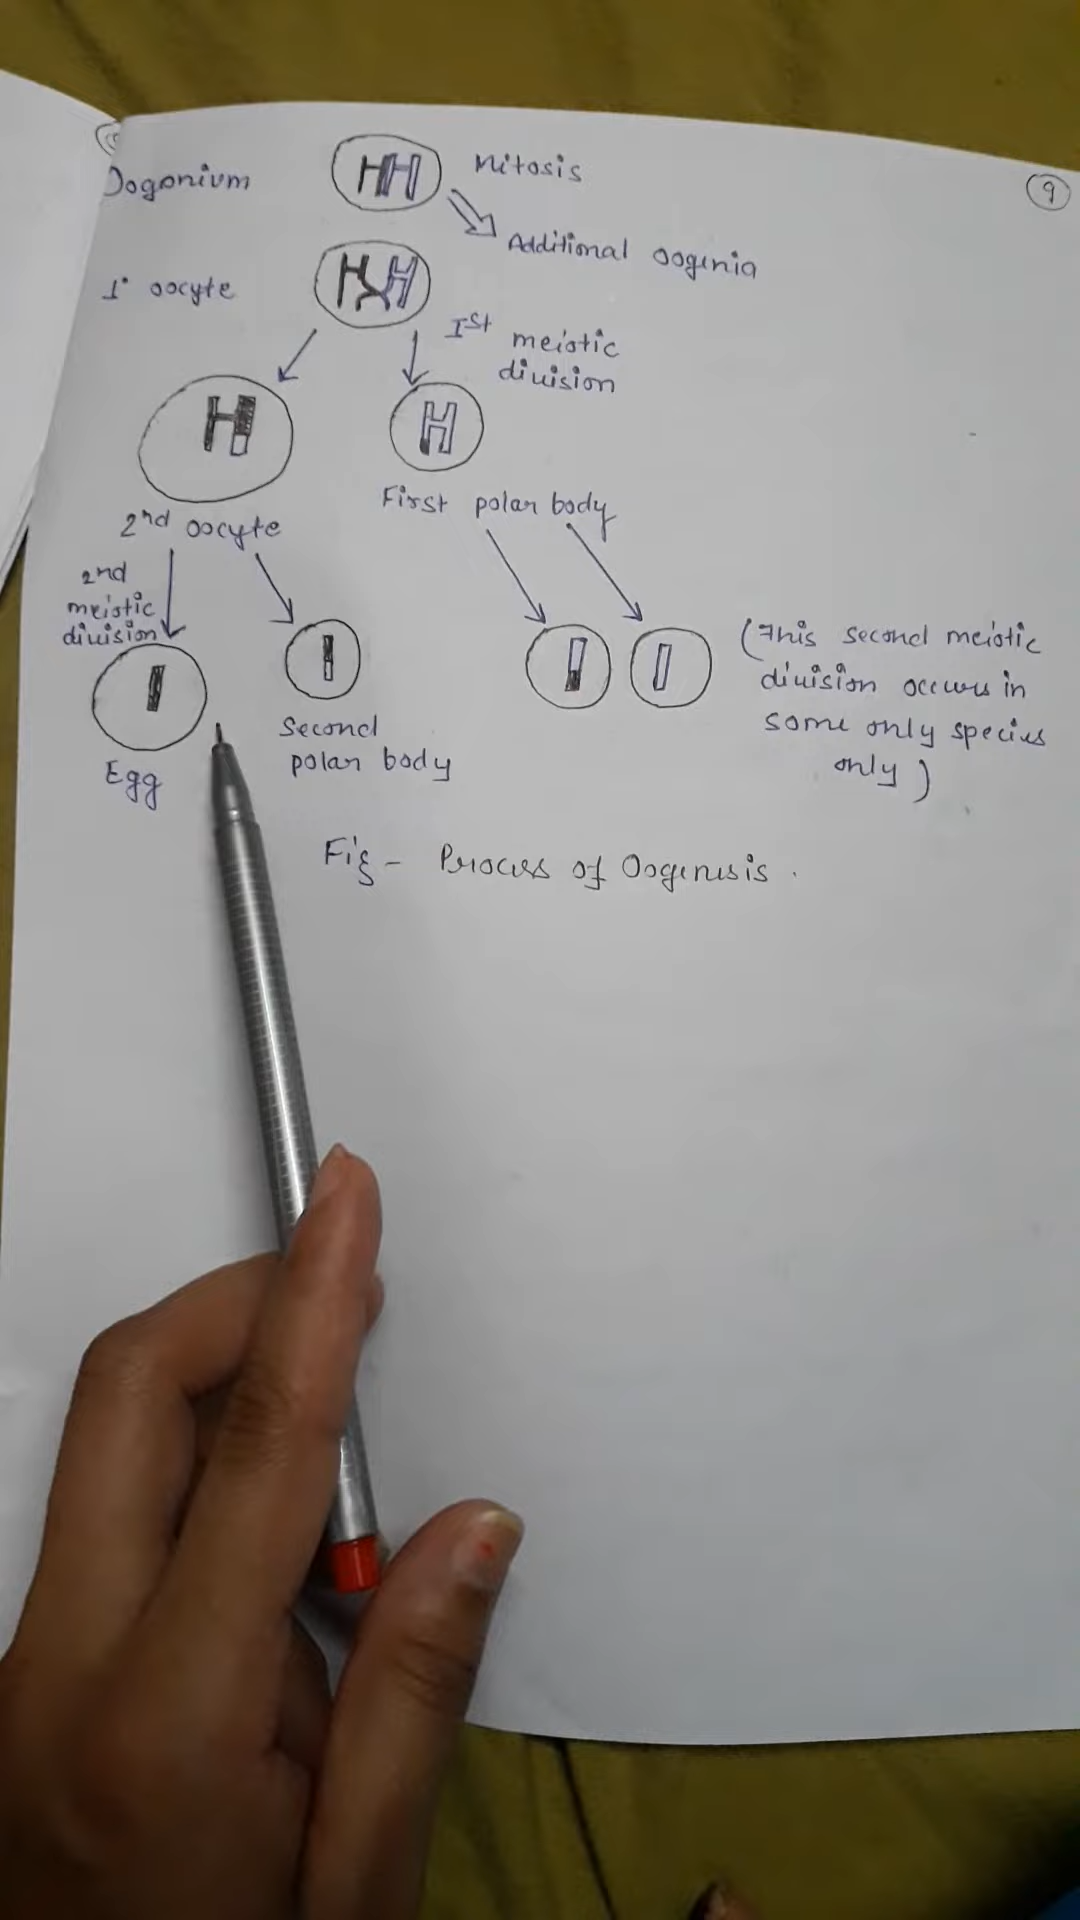 Oogonium
Mitosis
9
Additional oogenia
1° oocyte
Ist meiotic
division
2nd oocyte
First polar body
2nd
meiotic
division
(This second meiotic
division occurs in
some only species
only)
Second
polar body
Egg
Fig - Process of Oogenesis.